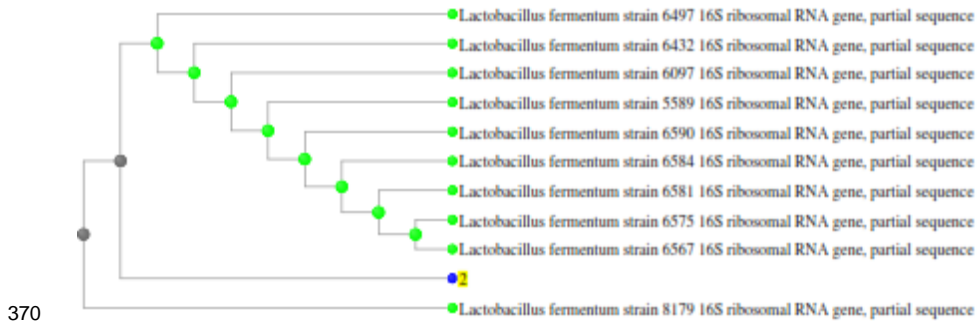 Lactobacillus fermentum strain 6497 16S ribosomal RNA gene, partial sequence
Lactobacillus fermentum strain 6432 16S ribosomal RNA gene, partial sequence
Lactobacillus fermentum strain 6097 16S ribosomal RNA gene, partial sequence
Lactobacillus fermentum strain 5589 16S ribosomal RNA gene, partial sequence
Lactobacillus fermentum strain 6590 16S ribosomal RNA gene, partial sequence
Lactobacillus fermentum strain 6584 16S ribosomal RNA gene, partial sequence
Lactobacillus fermentum strain 6581 16S ribosomal RNA gene, partial sequence
Lactobacillus fermentum strain 6575 16S ribosomal RNA gene, partial sequence
Lactobacillus fermentum strain 6567 16S ribosomal RNA gene, partial sequence
2
Lactobacillus fermentum strain 8179 16S ribosomal RNA gene, partial sequence
370